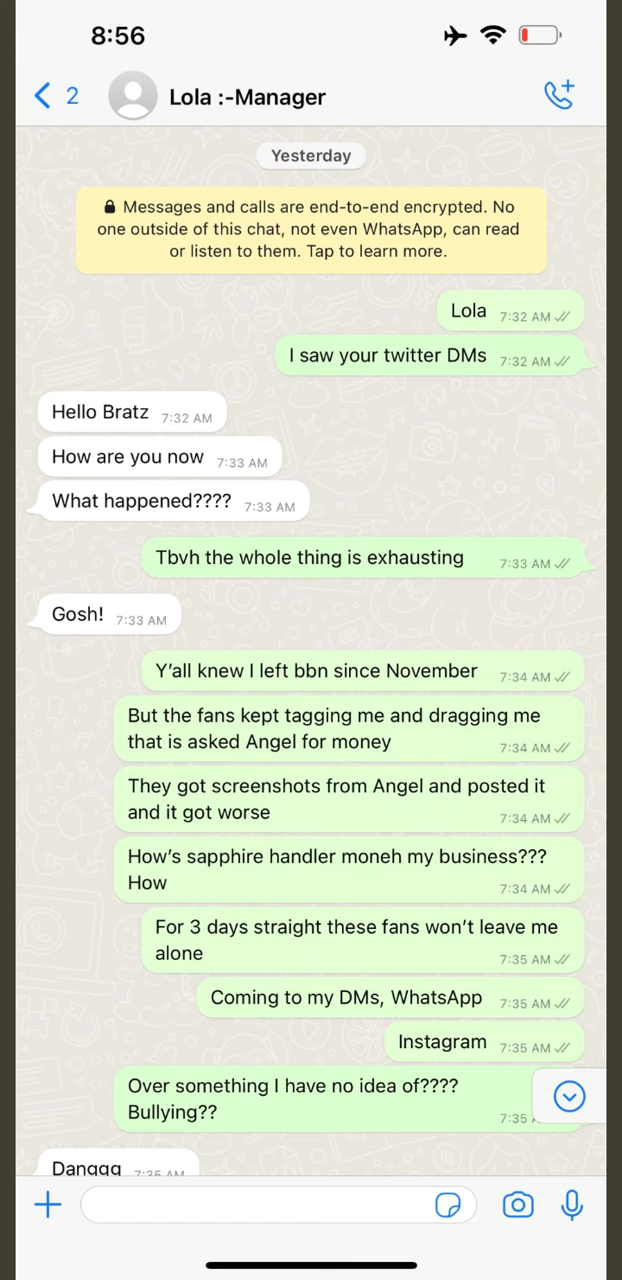 8:56
2
Lola :-Manager
Yesterday
Messages and calls are end-to-end encrypted. No
one outside of this chat, not even WhatsApp, can read
or listen to them. Tap to learn more.
Lola 7:32 AM
I saw your twitter DMs 7:32 AM
Hello Bratz 7:32 AM
How are you now 7:33 AM
What happened???? 7:33 AM
Tbvh the whole thing is exhausting 7:33 AM
Gosh! 7:33 AM
Y'all knew I left bbn since November 7:34 AM
But the fans kept tagging me and dragging me
that is asked Angel for money 7:34 AM
They got screenshots from Angel and posted it
and it got worse 7:34 AM
How's sapphire handler moneh my business???
How 7:34 AM
For 3 days straight these fans won't leave me
alone 7:35 AM
Coming to my DMs, WhatsApp 7:35 AM
Instagram 7:35 AM
Over something I have no idea of????
Bullying?? 7:35
Danggg 7:35 AM